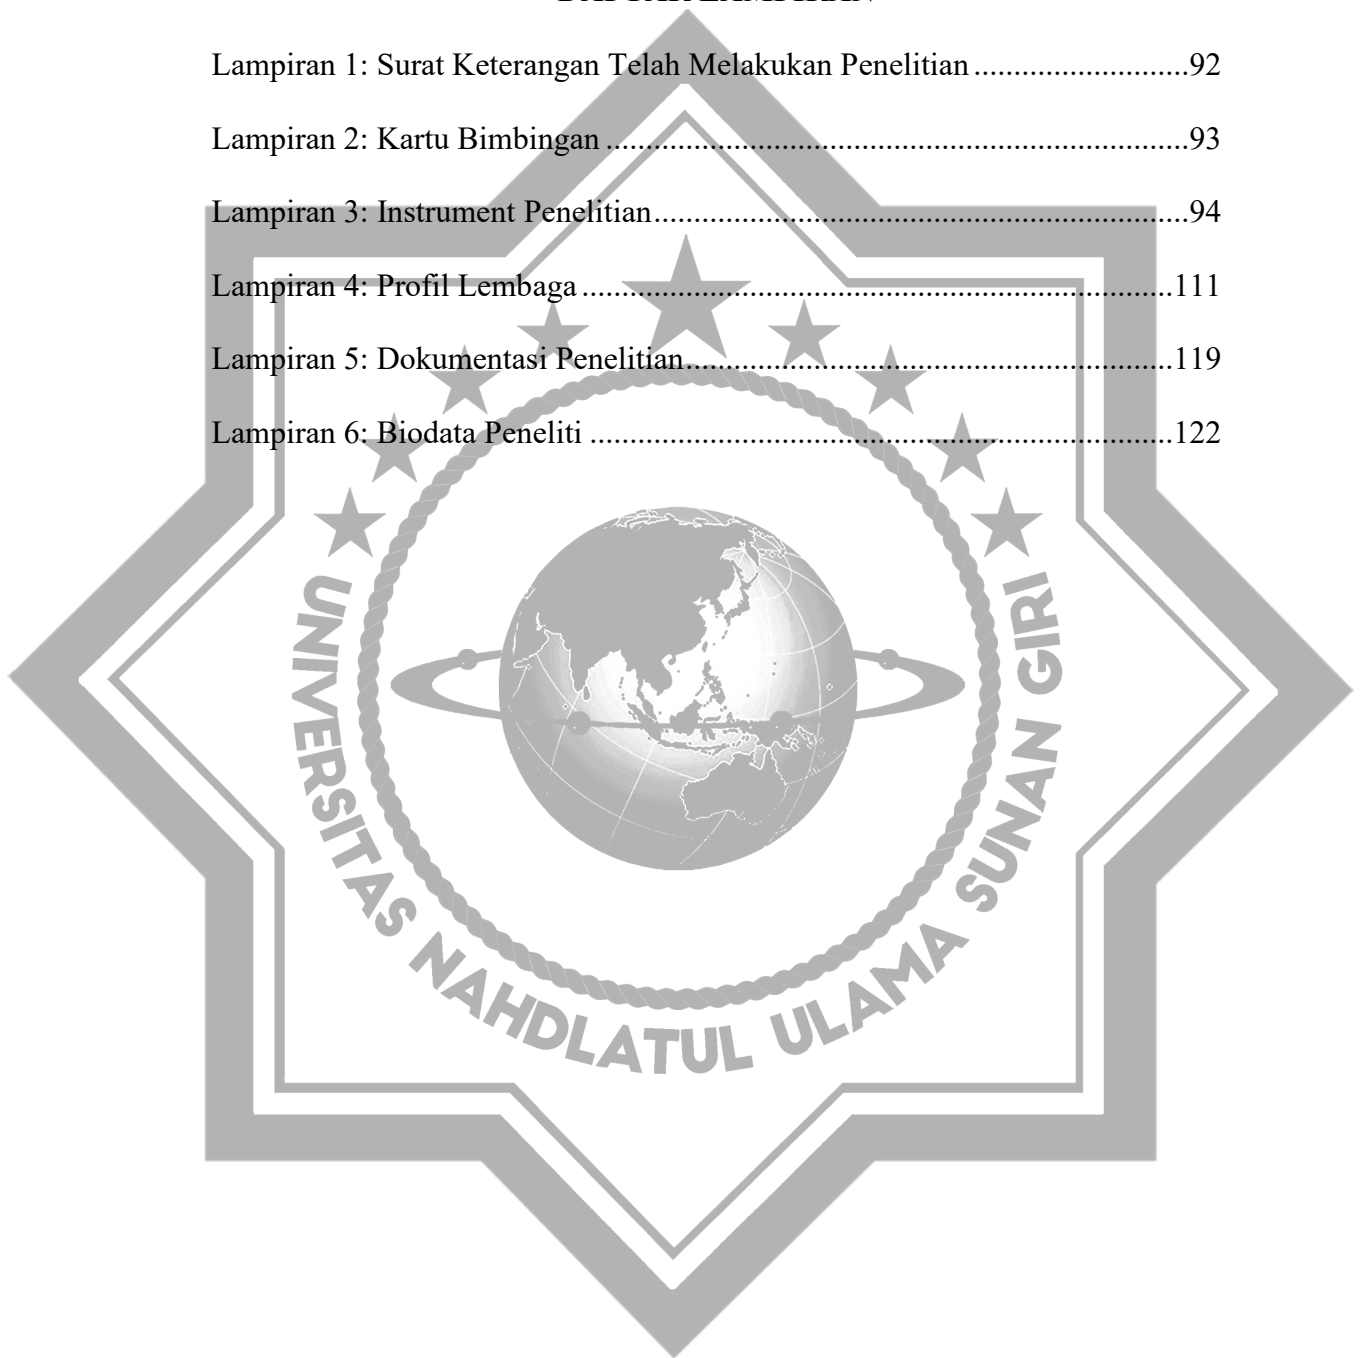 DAFTAR LAMPIRAN
Lampiran 1: Surat Keterangan Telah Melakukan Penelitian...........................92
Lampiran 2: Kartu Bimbingan.........................................................................93
Lampiran 3: Instrument Penelitian...................................................................94
Lampiran 4: Profil Lembaga..........................................................................111
Lampiran 5: Dokumentasi Penelitian.............................................................119
Lampiran 6: Biodata Peneliti.........................................................................122
UNIVERSITAS NAHDLATUL ULAMA SUNAN GIRI